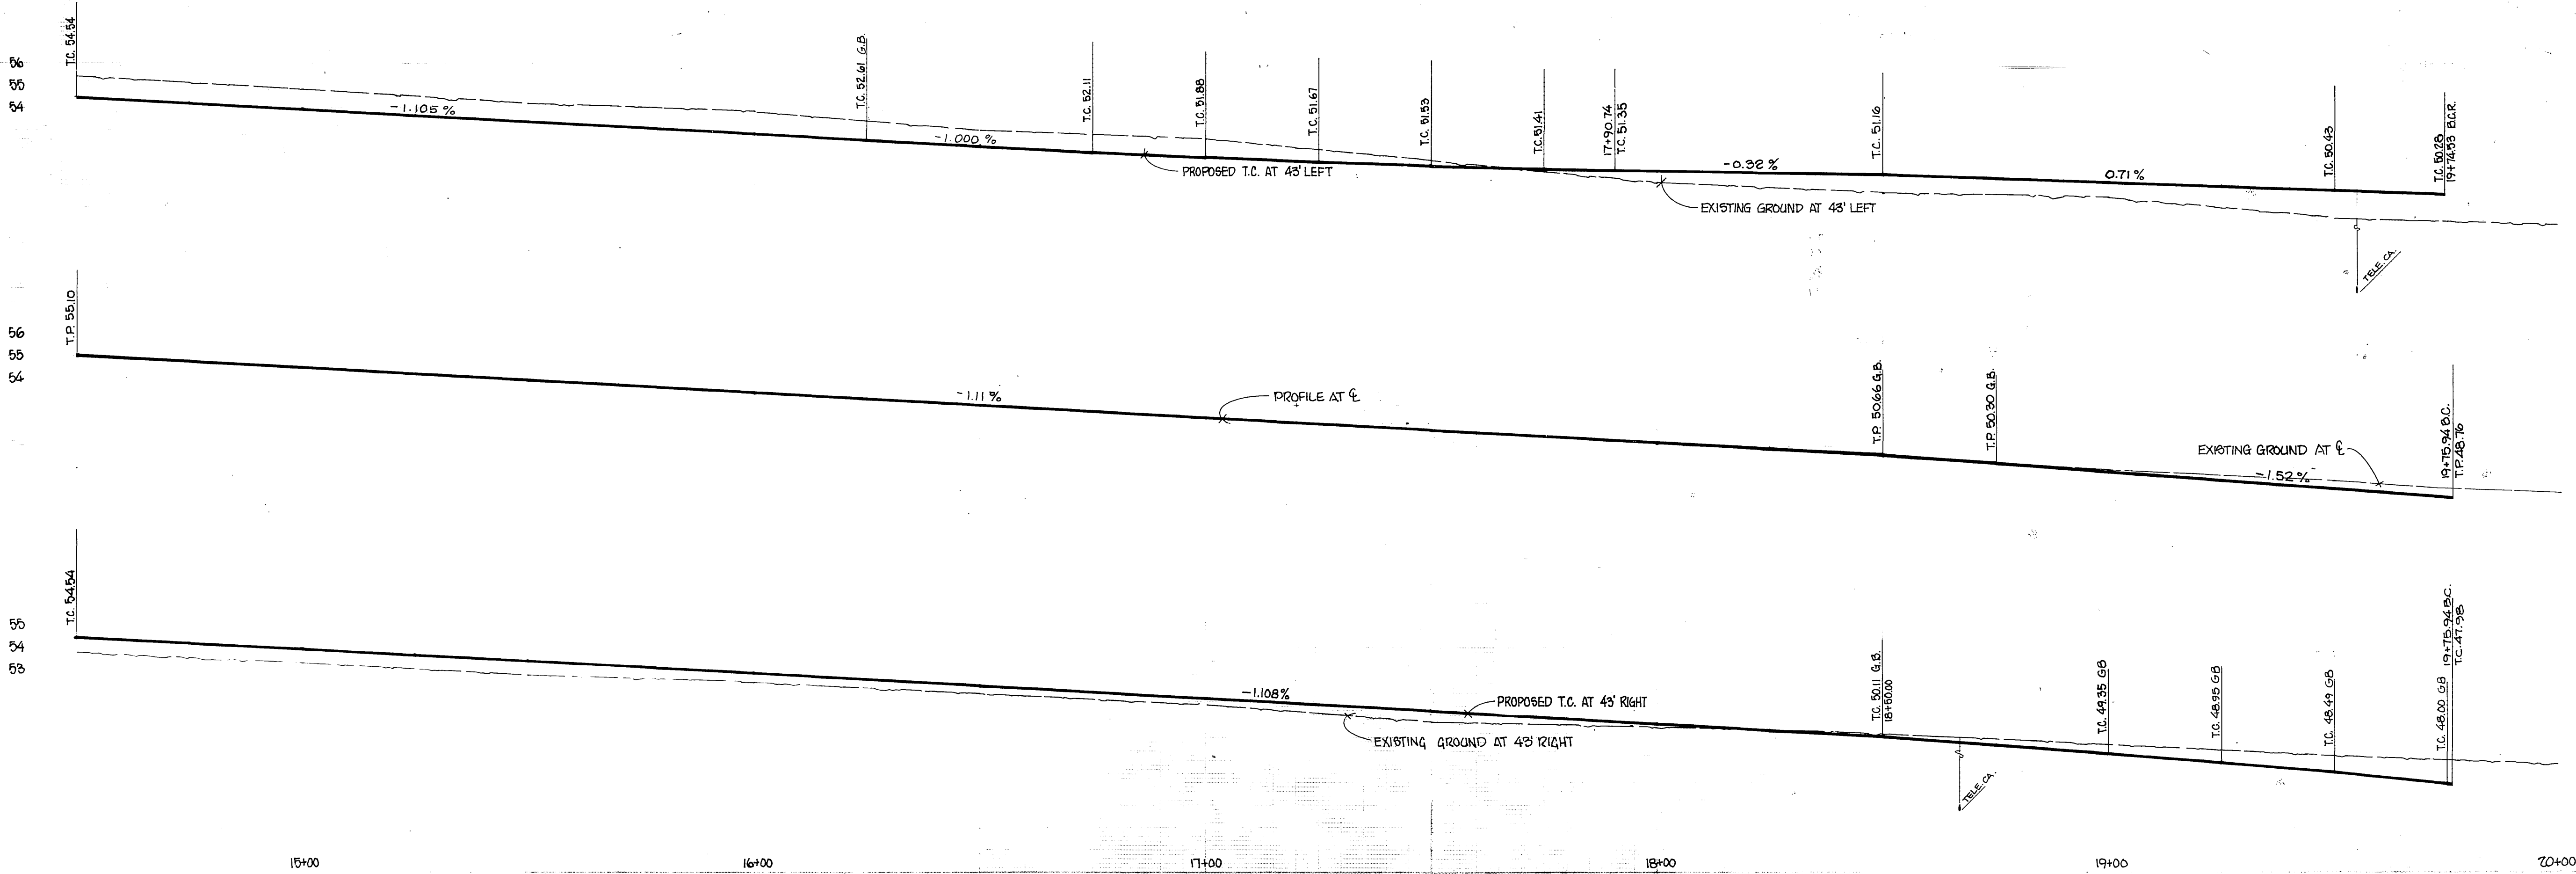 T.C. 54.54
56
55
54
-1.105 %
T.C. 52.61 G.B.
-1.000 %
T.C. 52.11
PROPOSED T.C. AT 43' LEFT
T.C. 51.88
T.C. 51.67
T.C. 51.53
T.C. 51.41
17+90.74
T.C. 51.35
EXISTING GROUND AT 43' LEFT
-0.32 %
T.C. 51.16
0.71 %
T.C. 50.43
TELE. CA.
T.C. 50.28
19+74.53 B.C.R.
T.P. 55.10
56
55
54
-1.11 %
PROFILE AT ℄
T.P. 50.66 G.B.
T.P. 50.30 G.B.
EXISTING GROUND AT ℄
-1.52 %
19+75.94 B.C.
T.P. 48.76
T.C. 54.54
55
54
53
-1.108%
PROPOSED T.C. AT 43' RIGHT
EXISTING GROUND AT 43' RIGHT
T.C. 50.11 G.B.
18+50.00
TELE. CA.
T.C. 49.35 GB
T.C. 48.95 GB
T.C. 48.49 GB
T.C. 48.00 GB
19+75.94 B.C.
T.C. 47.98
15+00
16+00
17+00
18+00
19+00
20+00